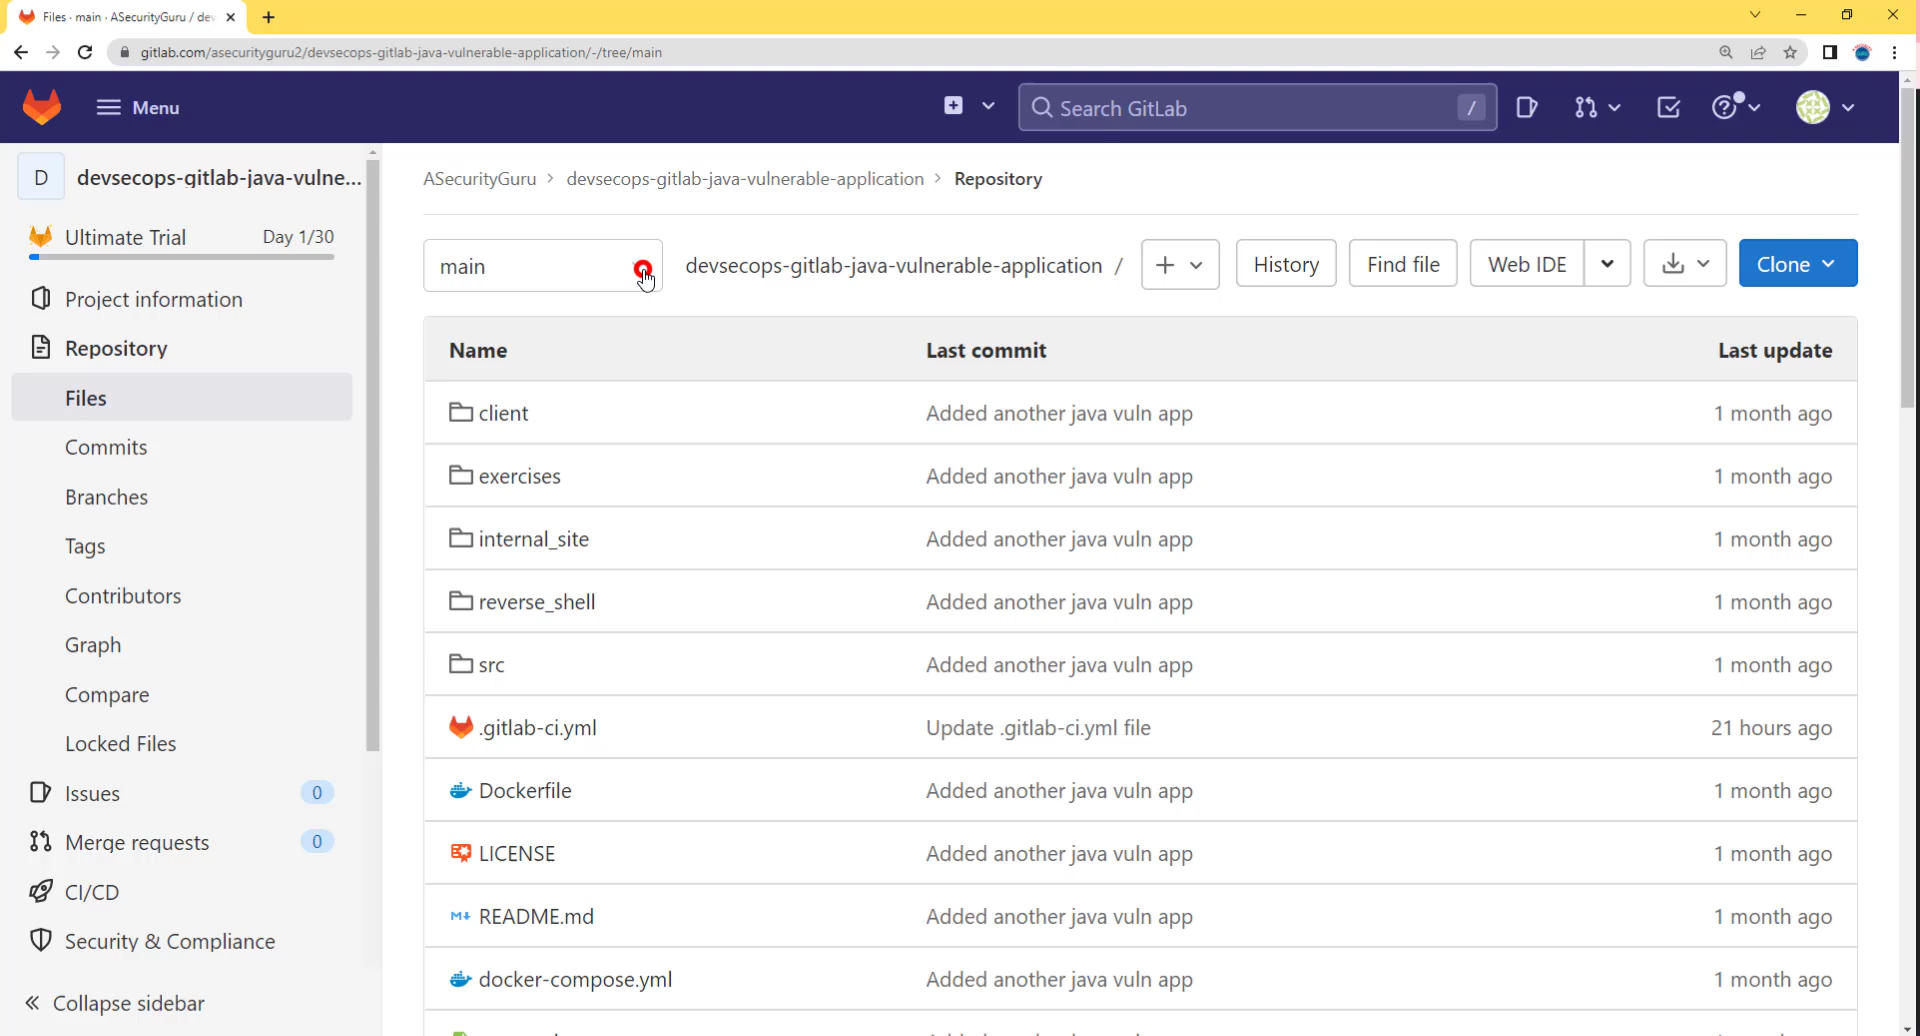 Files · main · ASecurityGuru / dev
gitlab.com/asecurityguru2/devsecops-gitlab-java-vulnerable-application/-/tree/main
Menu
Search GitLab
/
D
devsecops-gitlab-java-vulne...
ASecurityGuru
devsecops-gitlab-java-vulnerable-application
Repository
Ultimate Trial
Day 1/30
Project information
Repository
Files
Commits
Branches
Tags
Contributors
Graph
Compare
Locked Files
Issues
0
Merge requests
0
CI/CD
Security & Compliance
Collapse sidebar
main
devsecops-gitlab-java-vulnerable-application /
History
Find file
Web IDE
Clone
Name
Last commit
Last update
client
Added another java vuln app
1 month ago
exercises
Added another java vuln app
1 month ago
internal_site
Added another java vuln app
1 month ago
reverse_shell
Added another java vuln app
1 month ago
src
Added another java vuln app
1 month ago
.gitlab-ci.yml
Update .gitlab-ci.yml file
21 hours ago
Dockerfile
Added another java vuln app
1 month ago
LICENSE
Added another java vuln app
1 month ago
README.md
Added another java vuln app
1 month ago
docker-compose.yml
Added another java vuln app
1 month ago